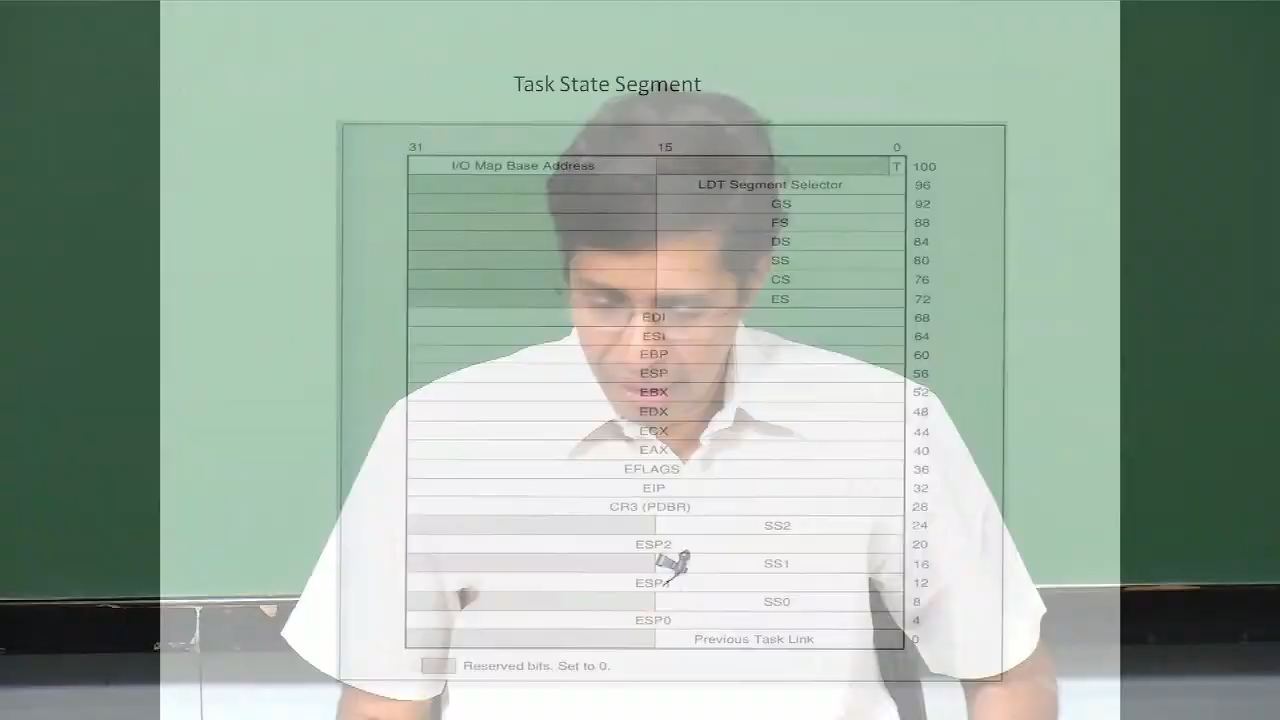 Task State Segment
31 15 0
I/O Map Base Address T 100
LDT Segment Selector 96
GS 92
FS 88
DS 84
SS 80
CS 76
ES 72
EDI 68
ESI 64
EBP 60
ESP 56
EBX 52
EDX 48
ECX 44
EAX 40
EFLAGS 36
EIP 32
CR3 (PDBR) 28
SS2 24
ESP2 20
SS1 16
ESP1 12
SS0 8
ESP0 4
Previous Task Link 0
Reserved bits. Set to 0.